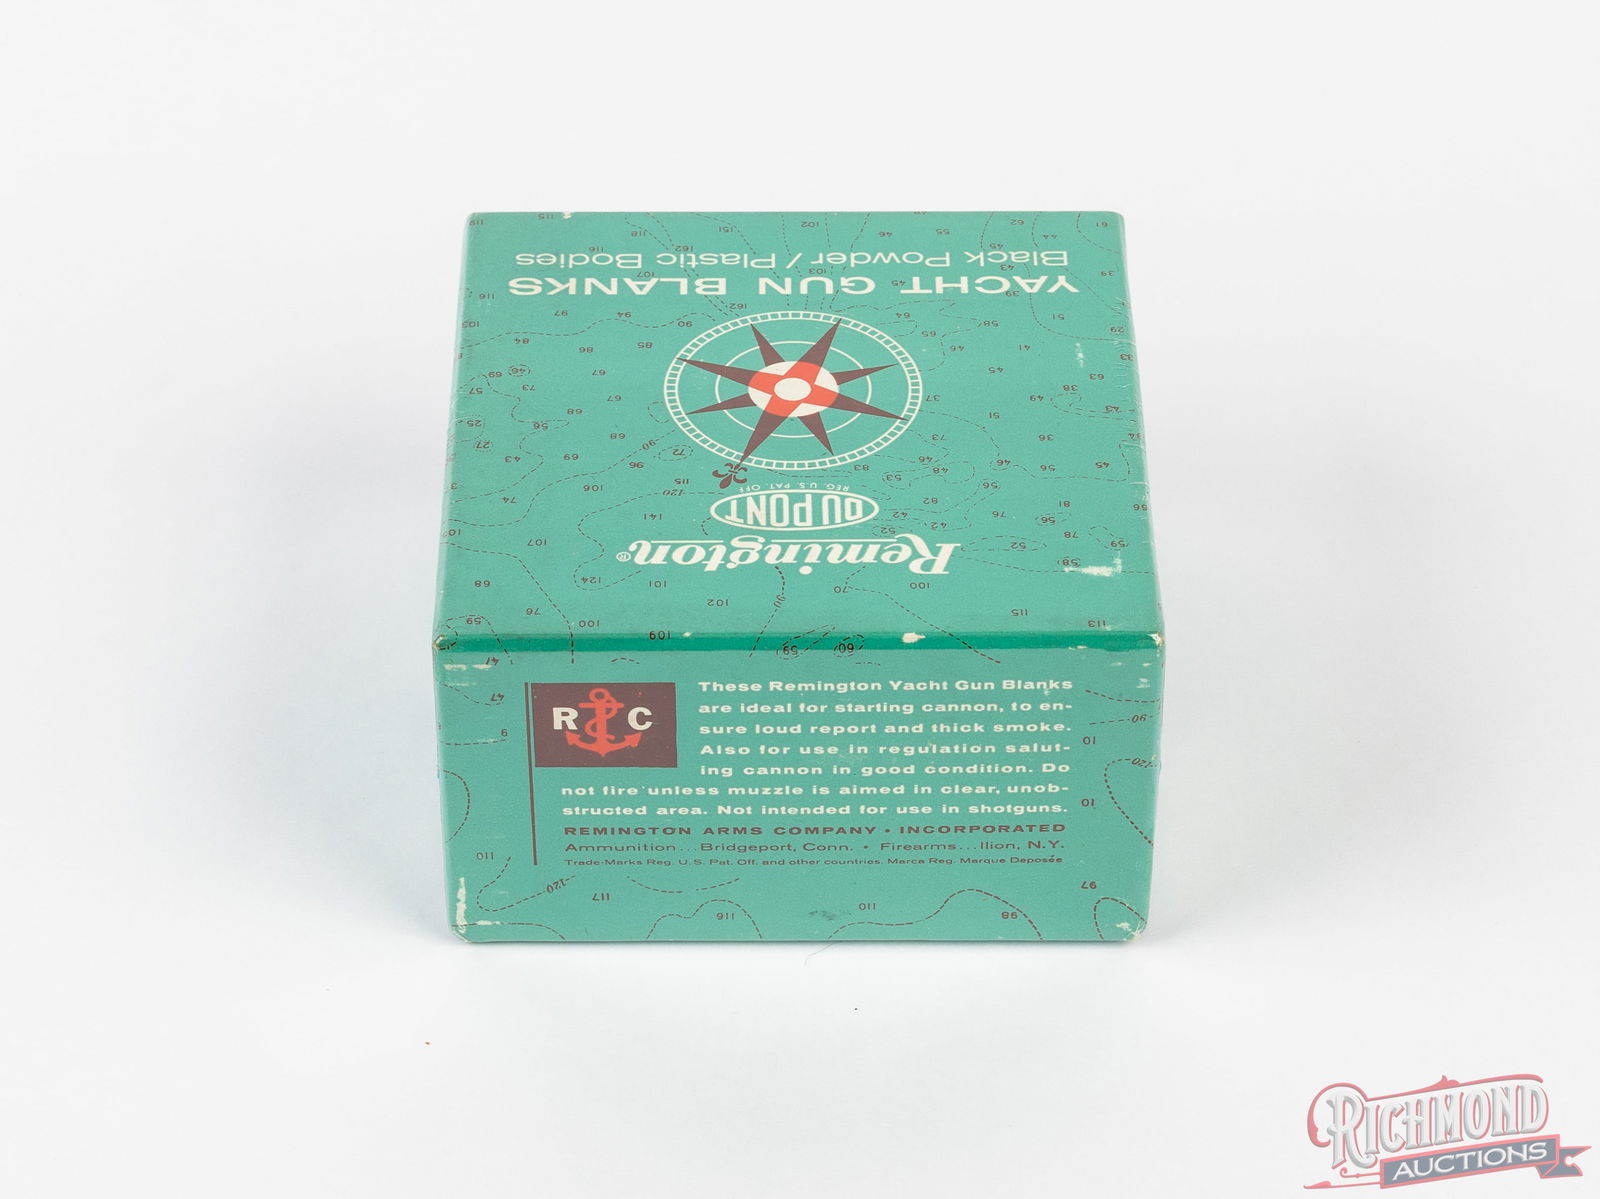 Remington®
DU PONT
REG. U.S. PAT. OFF.
YACHT GUN BLANKS
Black Powder / Plastic Bodies
R C
These Remington Yacht Gun Blanks
are ideal for starting cannon, to en-
sure loud report and thick smoke.
Also for use in regulation salut-
ing cannon in good condition. Do
not fire unless muzzle is aimed in clear, unob-
structed area. Not intended for use in shotguns.
REMINGTON ARMS COMPANY • INCORPORATED
Ammunition...Bridgeport, Conn. • Firearms...Ilion, N.Y.
Trade-Marks Reg. U.S. Pat. Off. and other countries. Marca Reg. Marque Deposée
RICHMOND
AUCTIONS